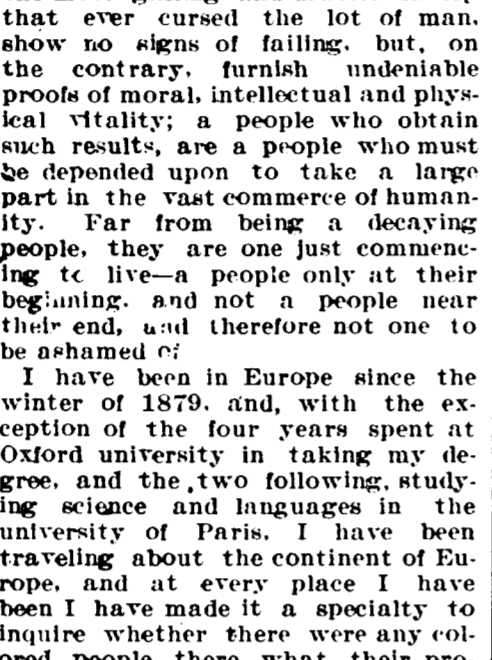 that ever cursed the lot of man,
show no signs of failing, but, on
the contrary, furnish undeniable
proofs of moral, intellectual and phys-
ical vitality; a people who obtain
such results, are a people who must
be depended upon to take a large
part in the vast commerce of human-
ity. Far from being a decaying
people, they are one just commenc-
ing to live—a people only at their
beginning, and not a people near
their end, and therefore not one to
be ashamed of
I have been in Europe since the
winter of 1879, and, with the ex-
ception of the four years spent at
Oxford university in taking my de-
gree, and the two following, study-
ing science and languages in the
university of Paris, I have been
traveling about the continent of Eu-
rope, and at every place I have
been I have made it a specialty to
inquire whether there were any col-
ored people there what their pro-